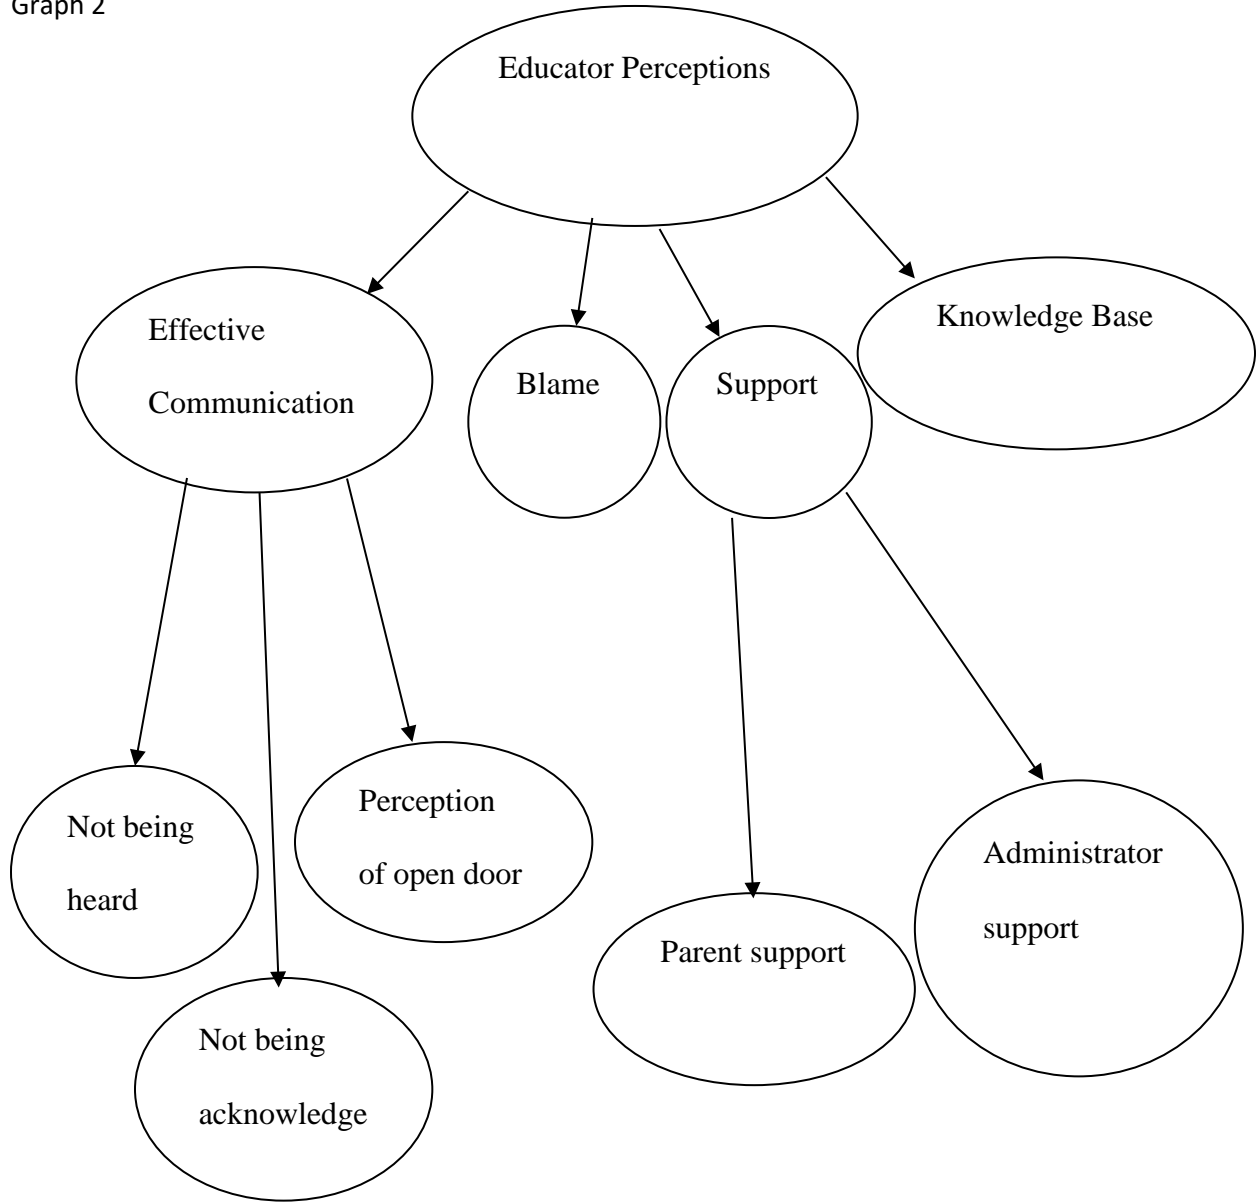 Graph 2
Educator Perceptions
Effective
Communication
Blame
Support
Knowledge Base
Not being
heard
Perception
of open door
Parent support
Administrator
support
Not being
acknowledge